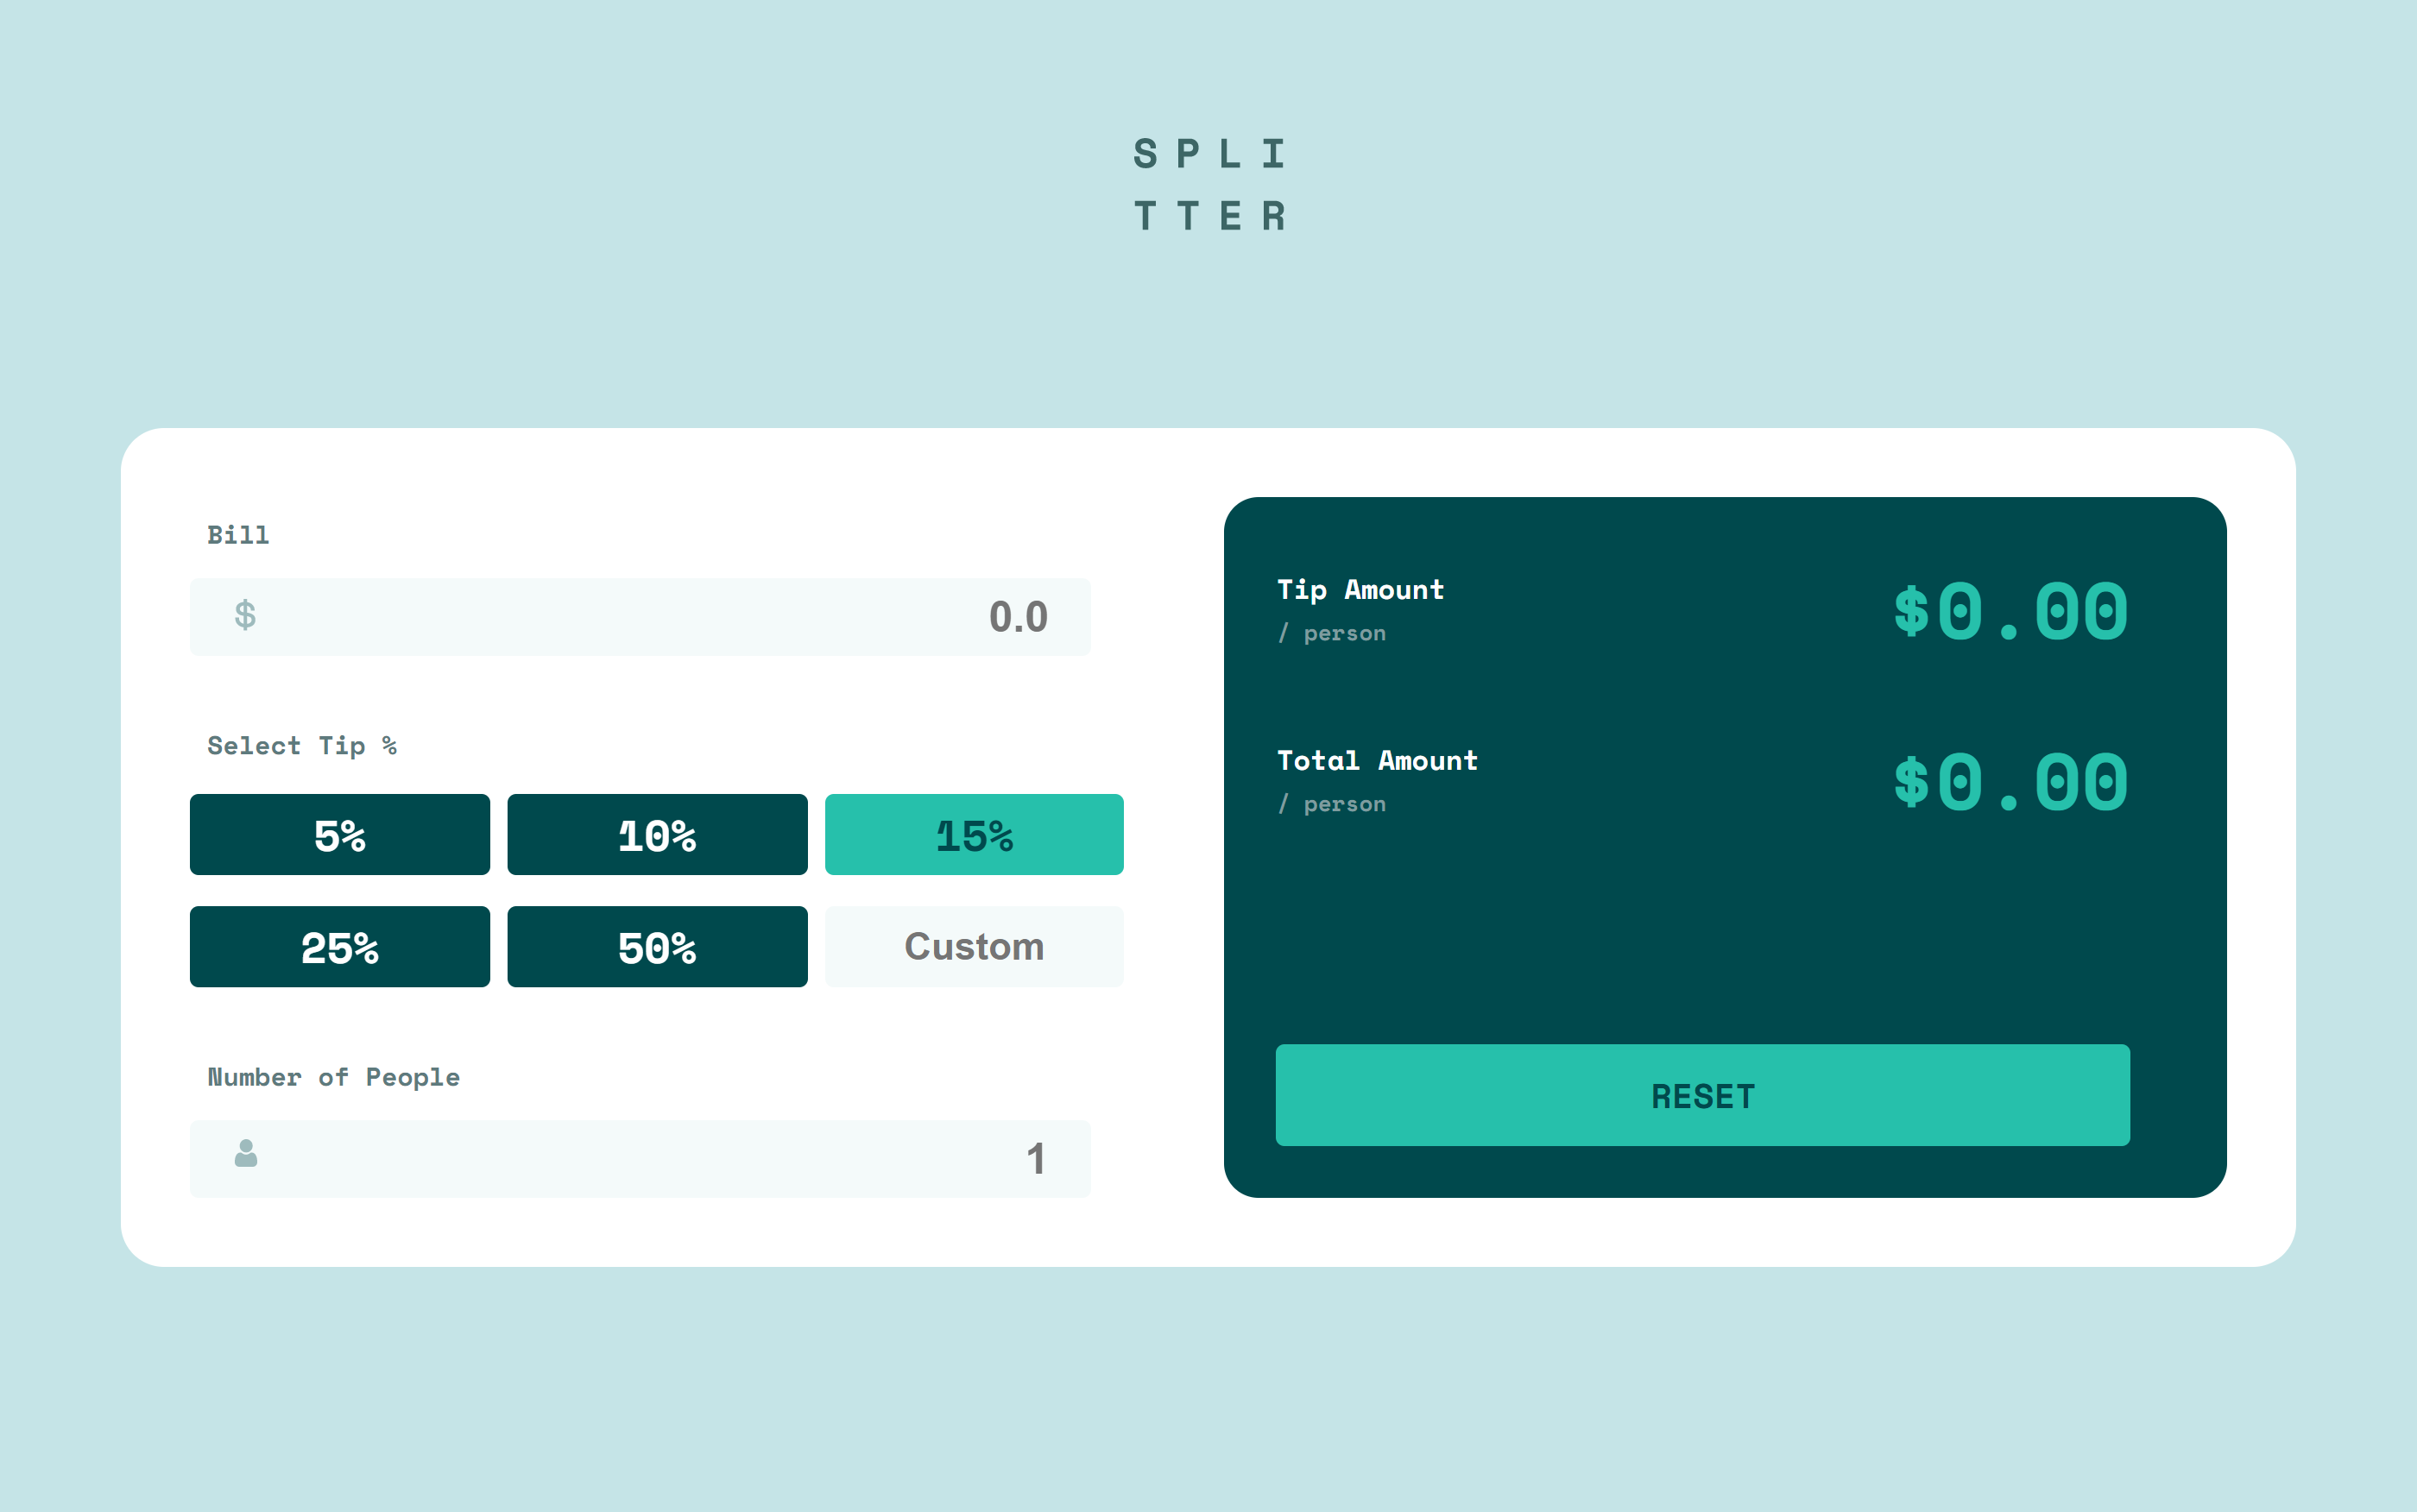 S P L I
T T E R
Bill
$ 0.0
Select Tip %
5% 10% 15%
25% 50% Custom
Number of People
1
Tip Amount
/ person
$0.00
Total Amount
/ person
$0.00
RESET